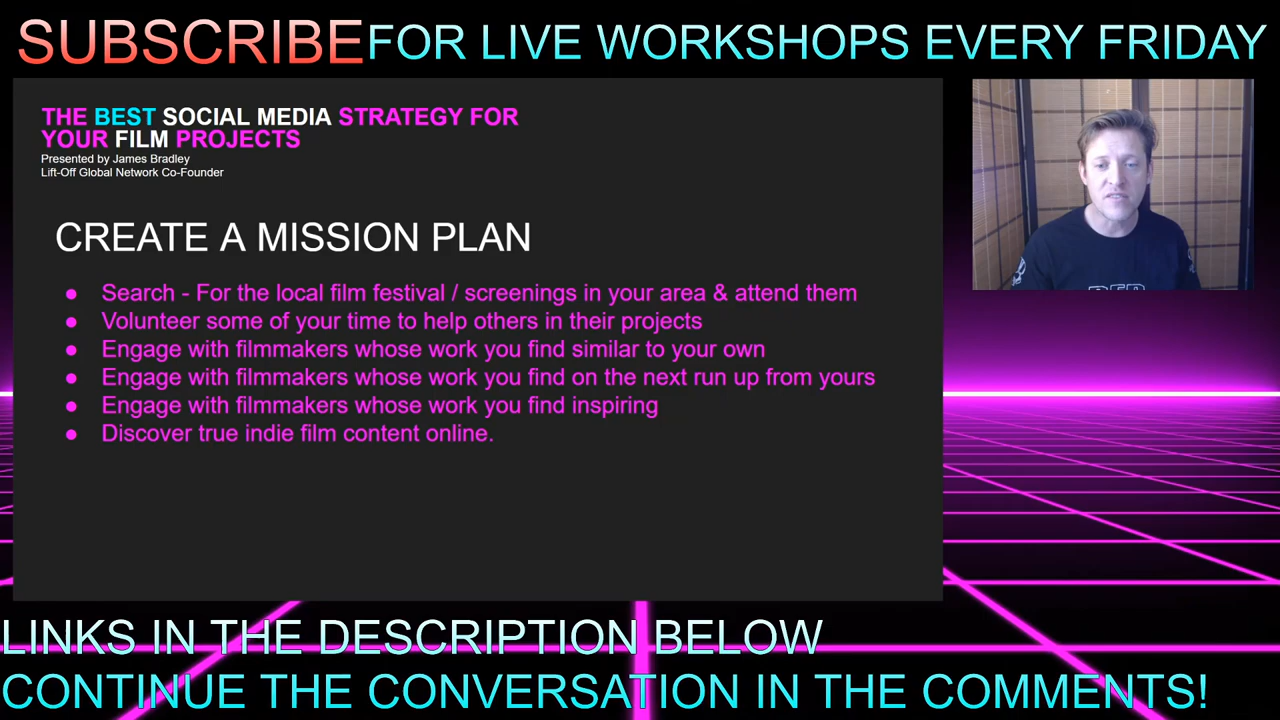 SUBSCRIBE FOR LIVE WORKSHOPS EVERY FRIDAY
THE BEST SOCIAL MEDIA STRATEGY FOR
YOUR FILM PROJECTS
Presented by James Bradley
Lift-Off Global Network Co-Founder
CREATE A MISSION PLAN
● Search - For the local film festival / screenings in your area & attend them
● Volunteer some of your time to help others in their projects
● Engage with filmmakers whose work you find similar to your own
● Engage with filmmakers whose work you find on the next run up from yours
● Engage with filmmakers whose work you find inspiring
● Discover true indie film content online.
LINKS IN THE DESCRIPTION BELOW
CONTINUE THE CONVERSATION IN THE COMMENTS!